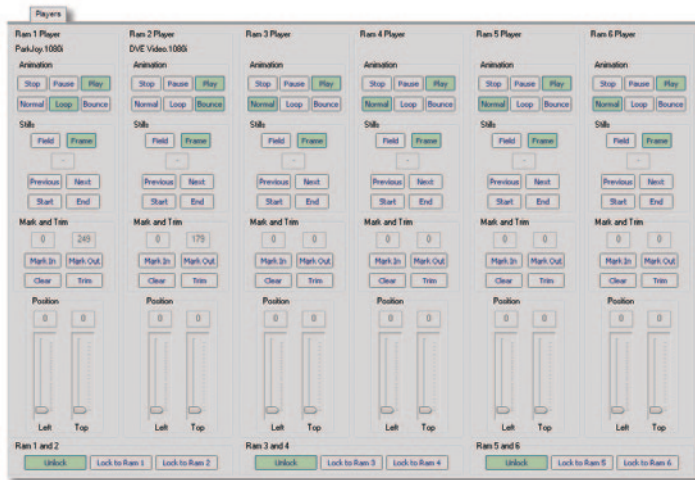 Players
Ram 1 Player Ram 2 Player Ram 3 Player Ram 4 Player Ram 5 Player Ram 6 Player
ParkJoy.1080i DVE Video.1080i
Animation Animation Animation Animation Animation Animation
Stop Pause Play Stop Pause Play Stop Pause Play Stop Pause Play Stop Pause Play Stop Pause Play
Normal Loop Bounce Normal Loop Bounce Normal Loop Bounce Normal Loop Bounce Normal Loop Bounce Normal Loop Bounce
Stills Stills Stills Stills Stills Stills
Field Frame Field Frame Field Frame Field Frame Field Frame Field Frame
- - - - - -
Previous Next Previous Next Previous Next Previous Next Previous Next Previous Next
Start End Start End Start End Start End Start End Start End
Mark and Trim Mark and Trim Mark and Trim Mark and Trim Mark and Trim Mark and Trim
0 249 0 179 0 0 0 0 0 0 0 0
Mark In Mark Out Mark In Mark Out Mark In Mark Out Mark In Mark Out Mark In Mark Out Mark In Mark Out
Clear Trim Clear Trim Clear Trim Clear Trim Clear Trim Clear Trim
Position Position Position Position Position Position
0 0 0 0 0 0 0 0 0 0 0 0
Left Top Left Top Left Top Left Top Left Top Left Top
Ram 1 and 2 Ram 3 and 4 Ram 5 and 6
Unlock Lock to Ram 1 Lock to Ram 2 Unlock Lock to Ram 3 Lock to Ram 4 Unlock Lock to Ram 5 Lock to Ram 6